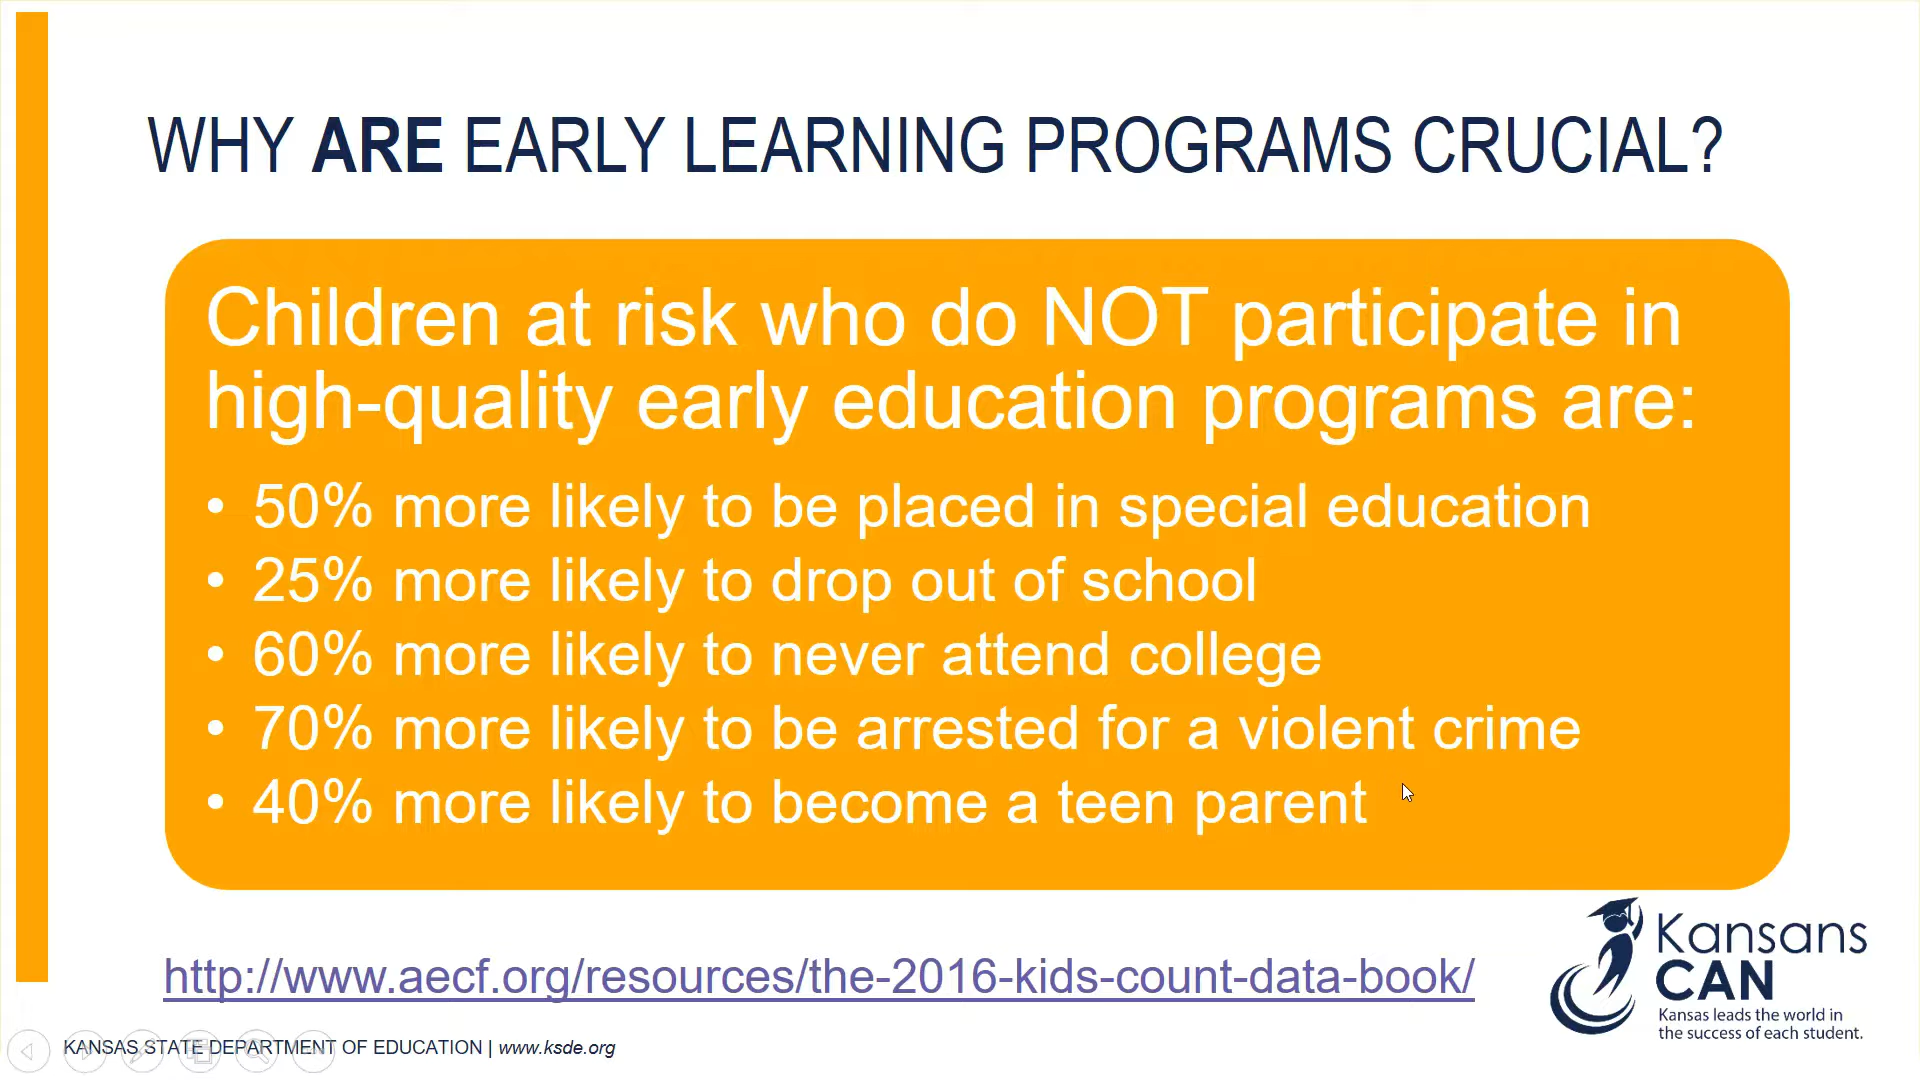 WHY ARE EARLY LEARNING PROGRAMS CRUCIAL?
Children at risk who do NOT participate in
high-quality early education programs are:
• 50% more likely to be placed in special education
• 25% more likely to drop out of school
• 60% more likely to never attend college
• 70% more likely to be arrested for a violent crime
• 40% more likely to become a teen parent
http://www.aecf.org/resources/the-2016-kids-count-data-book/
Kansans
CAN
Kansas leads the world in
the success of each student.
KANSAS STATE DEPARTMENT OF EDUCATION | www.ksde.org